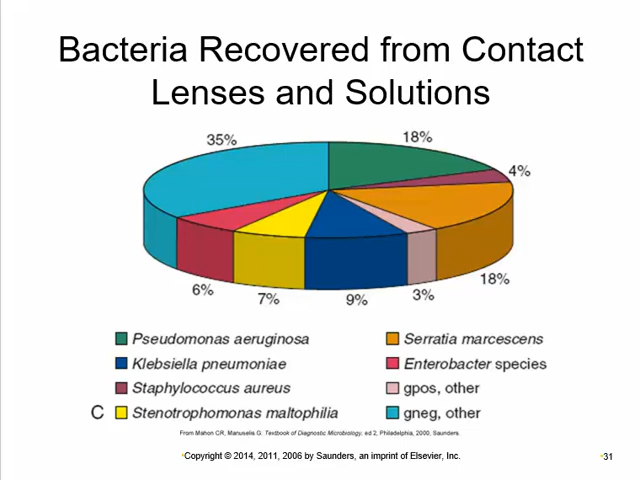 Bacteria Recovered from Contact
Lenses and Solutions
35%
18%
4%
18%
3%
9%
7%
6%
Pseudomonas aeruginosa
Serratia marcescens
Klebsiella pneumoniae
Enterobacter species
Staphylococcus aureus
gpos, other
C Stenotrophomonas maltophilia
gneg, other
From Mahon CR, Manuselis G: Textbook of Diagnostic Microbiology, ed 2, Philadelphia, 2000, Saunders.
•Copyright © 2014, 2011, 2006 by Saunders, an imprint of Elsevier, Inc.
•31